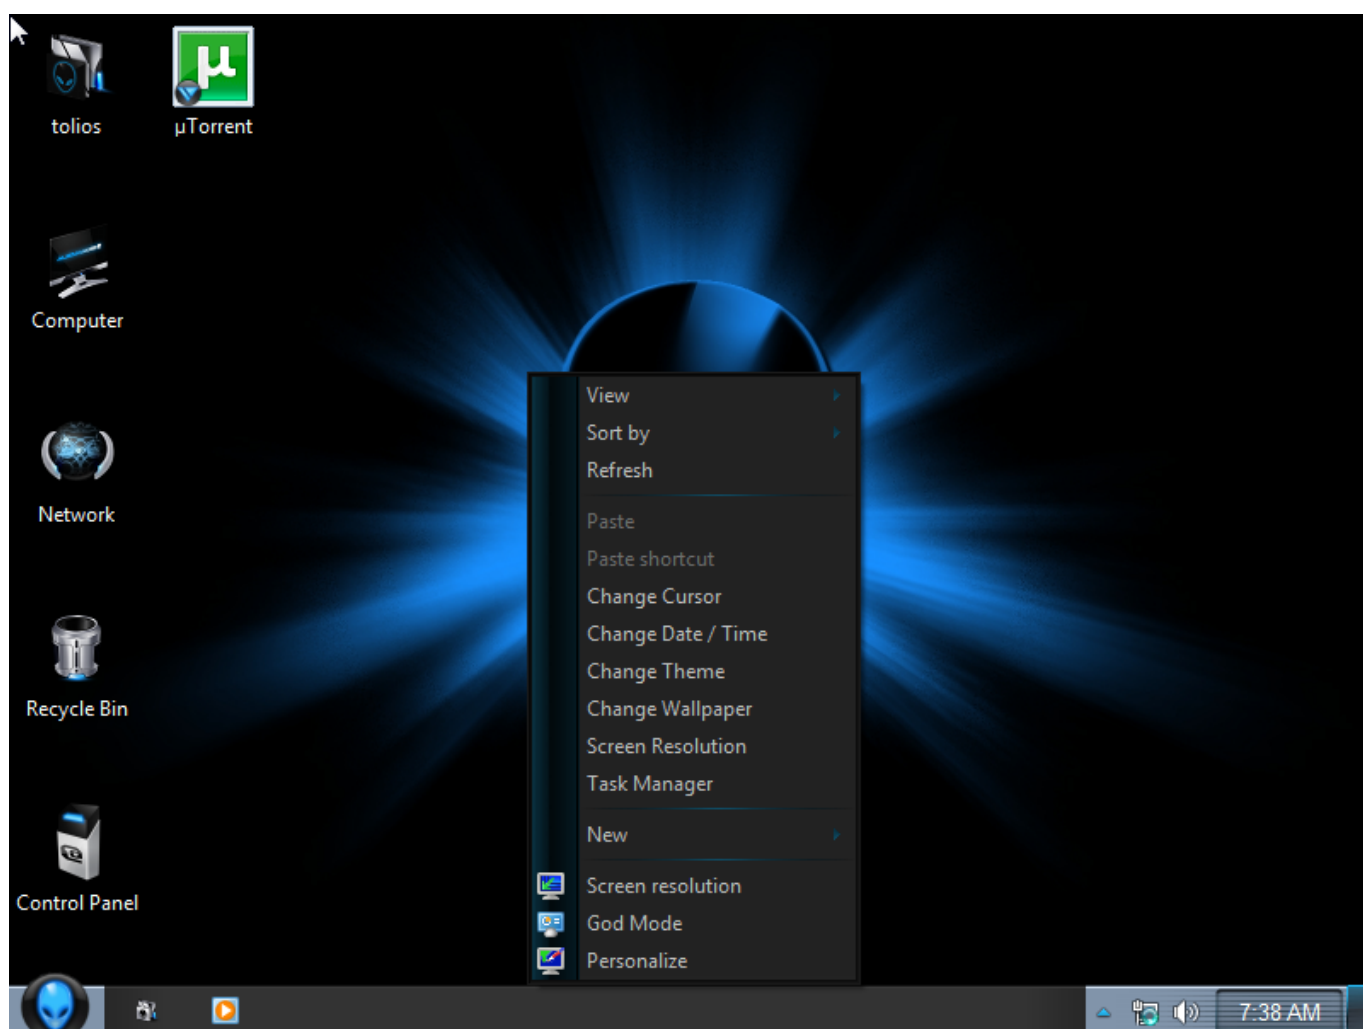 tolios
µTorrent
Computer
Network
Recycle Bin
Control Panel
View
Sort by
Refresh
Paste
Paste shortcut
Change Cursor
Change Date / Time
Change Theme
Change Wallpaper
Screen Resolution
Task Manager
New
Screen resolution
God Mode
Personalize
7:38 AM